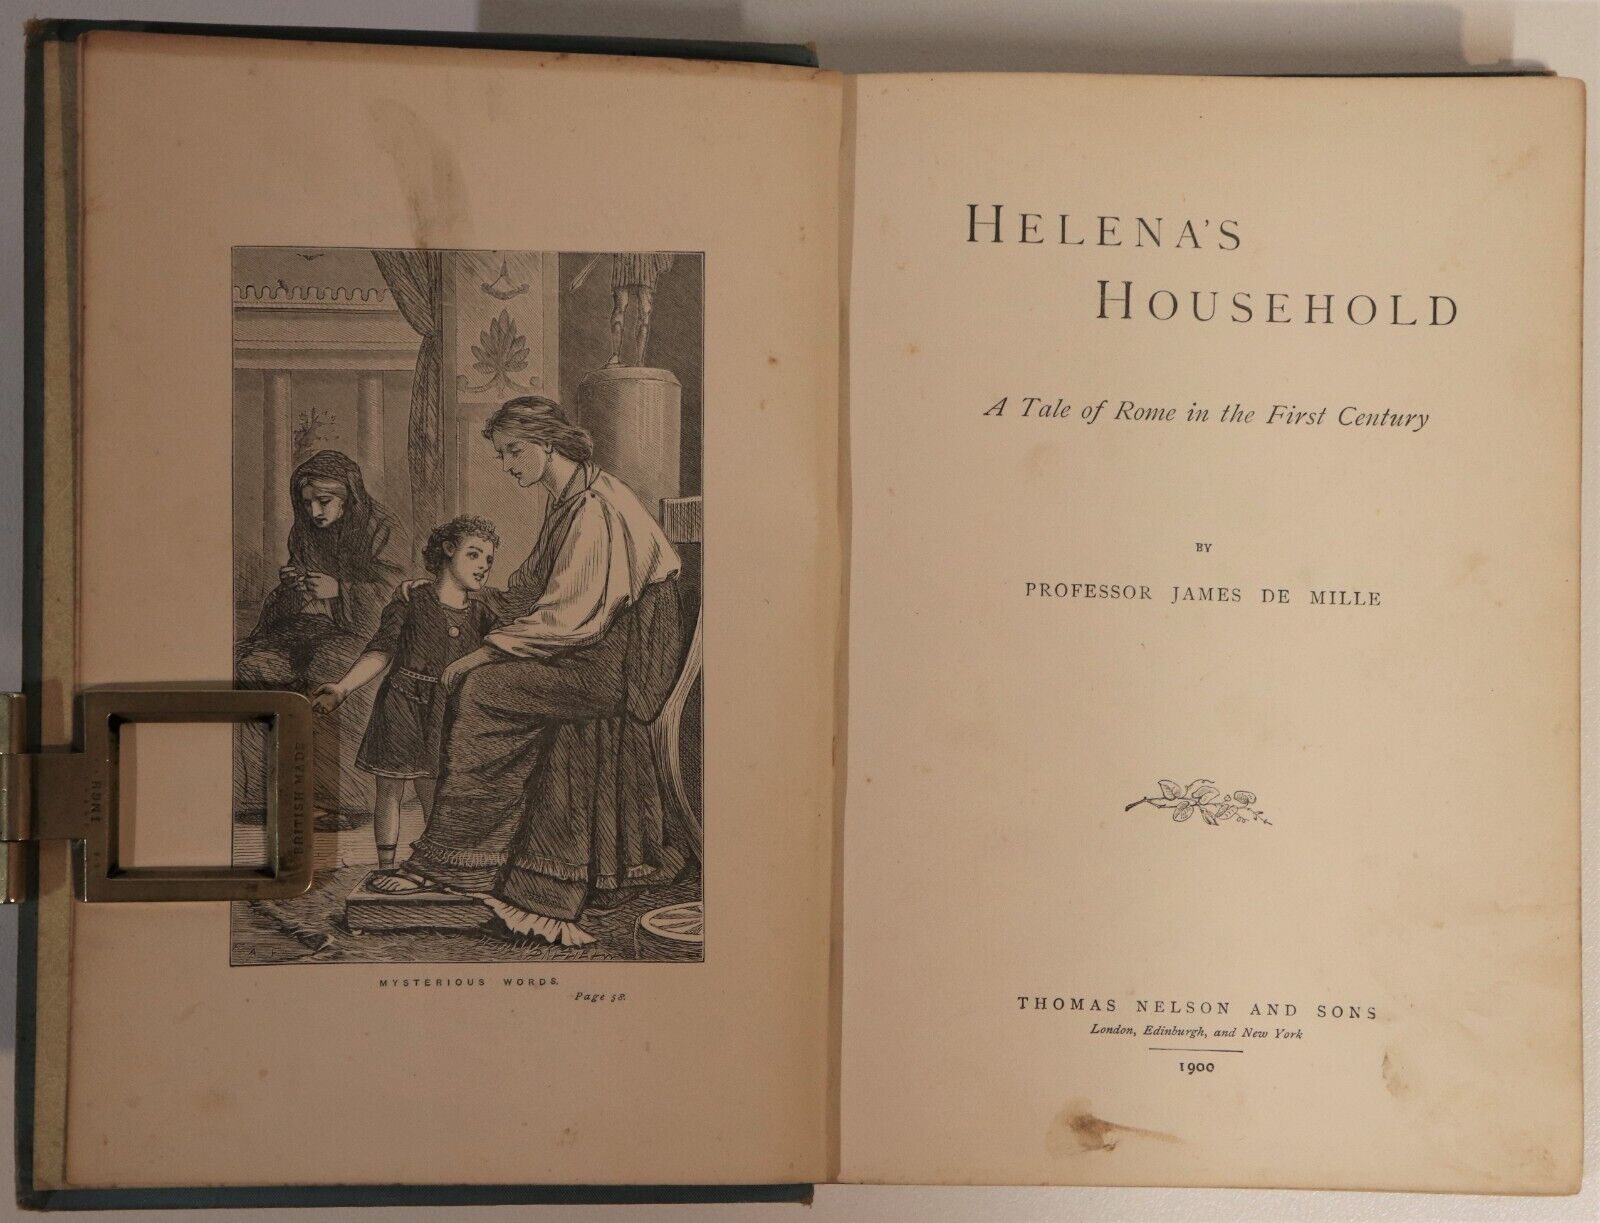 MYSTERIOUS WORDS.
Page 58.
BRITISH MADE
HELENA'S
HOUSEHOLD
A Tale of Rome in the First Century
BY
PROFESSOR JAMES DE MILLE
THOMAS NELSON AND SONS
London, Edinburgh, and New York
1900